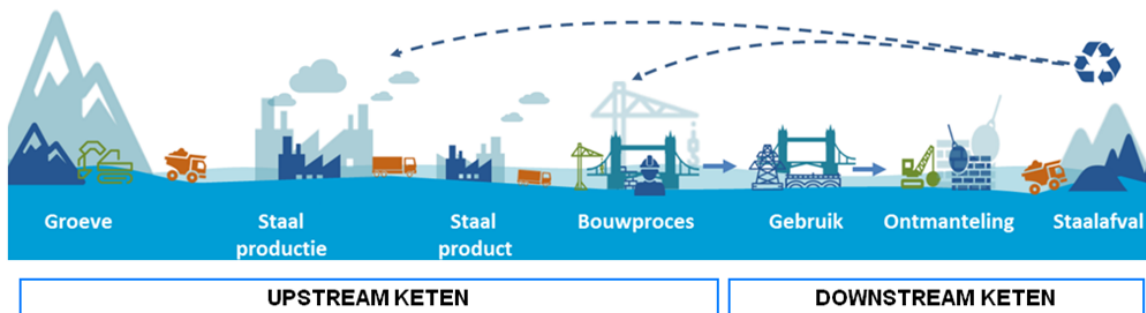 Groeve
Staal
productie
Staal
product
Bouwproces
Gebruik
Ontmanteling
Staalafval
UPSTREAM KETEN
DOWNSTREAM KETEN